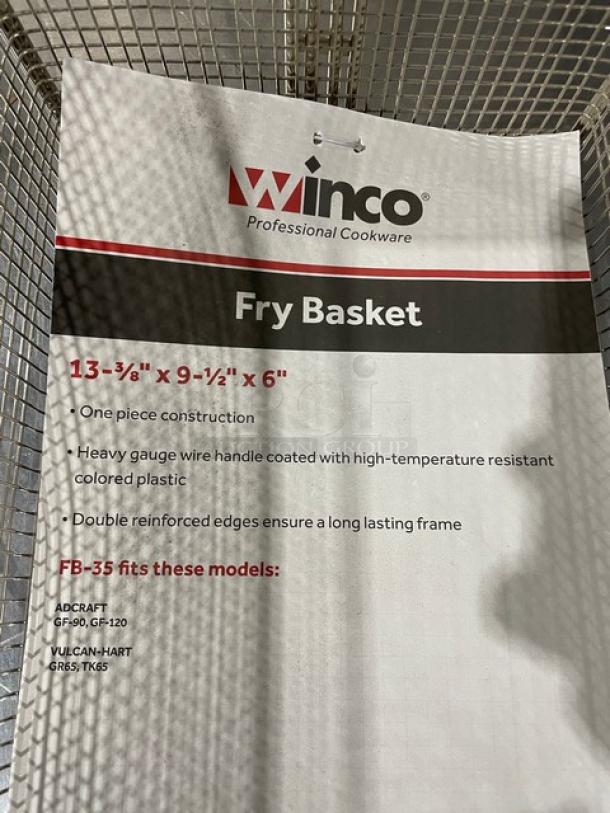 Winco®
Professional Cookware
Fry Basket
13-⅜" x 9-½" x 6"
• One piece construction
• Heavy gauge wire handle coated with high-temperature resistant
colored plastic
• Double reinforced edges ensure a long lasting frame
FB-35 fits these models:
ADCRAFT
GF-90, GF-120
VULCAN-HART
GR65, TK65